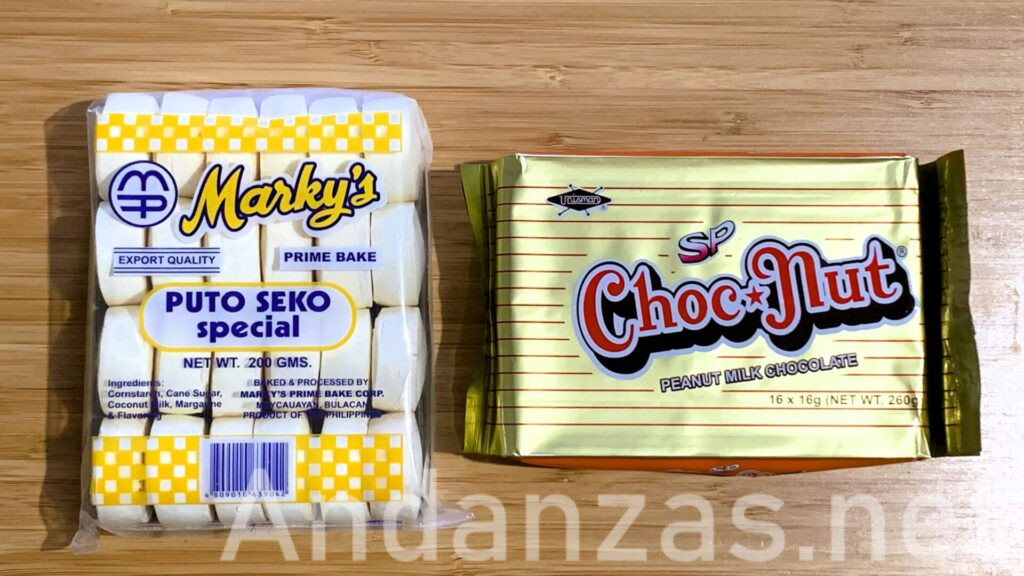 Marky's
EXPORT QUALITY
PRIME BAKE
PUTO SEKO
special
NET WT. 200 GMS.
Ingredients:
Cornstarch, Cane Sugar,
Coconut Milk, Margarine
& Flavoring
BAKED & PROCESSED BY
MARKY'S PRIME BAKE CORP.
MEYCAUAYAN, BULACAN
PRODUCT OF THE PHILIPPINES
Unisman
SP
Choc★Nut®
PEANUT MILK CHOCOLATE
16 x 16g (NET WT. 260g
Andanzas.net